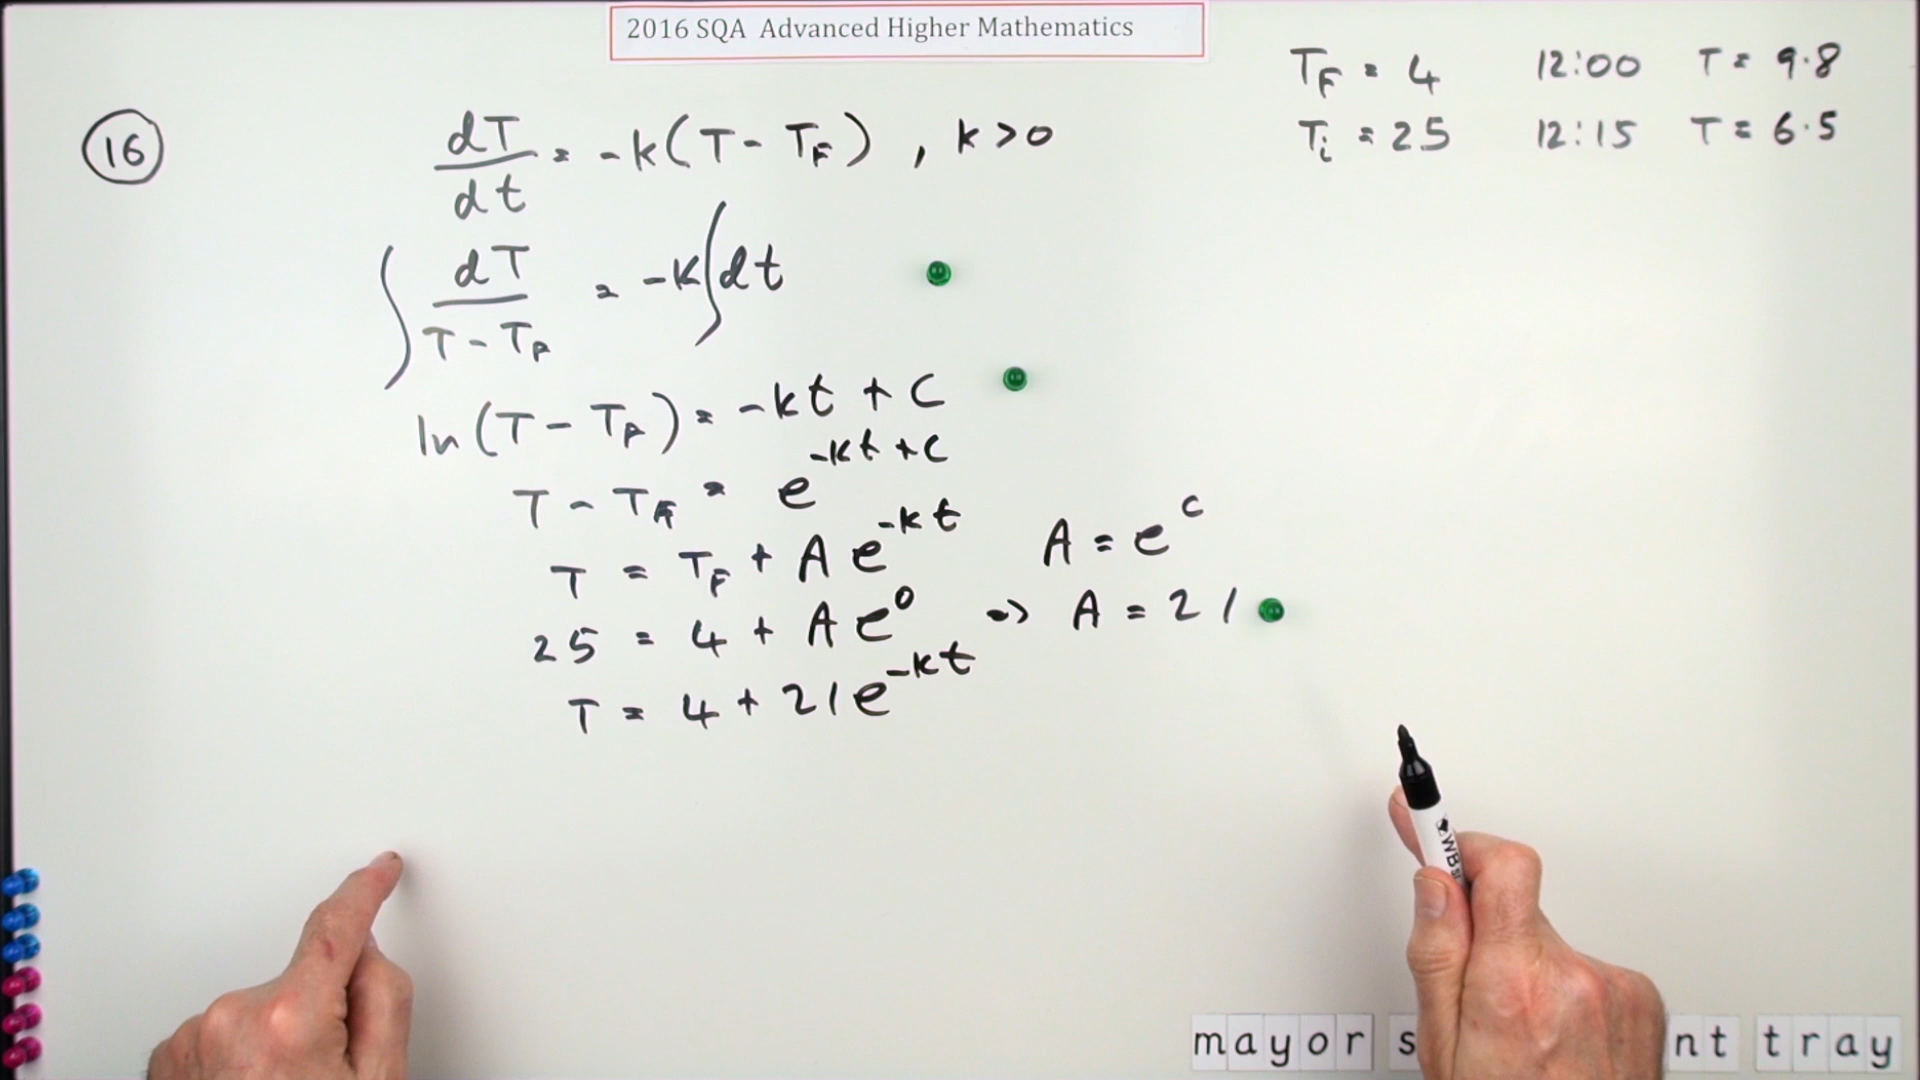 2016 SQA Advanced Higher Mathematics
T_F = 4 12:00 T = 9.8
T_i = 25 12:15 T = 6.5
16
dT/dt = -k(T - T_F), k > 0
∫ dT/(T - T_F) = -k∫dt
ln(T - T_F) = -kt + C
T - T_F = e^(-kt + C)
T = T_F + Ae^(-kt) A = e^C
25 = 4 + Ae^0 => A = 21
T = 4 + 21e^(-kt)
WB
mayor s nt tray